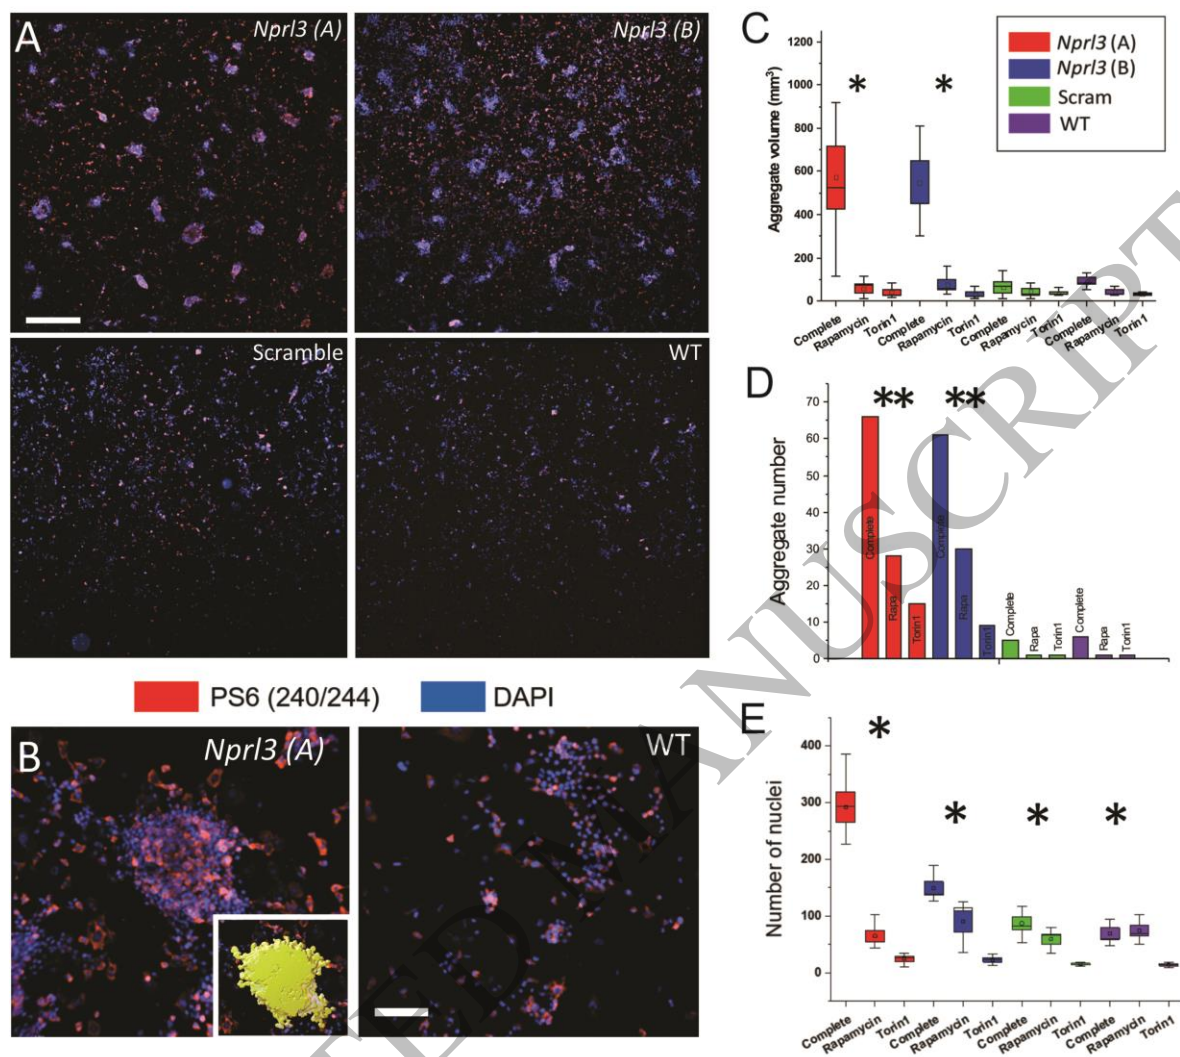 A
Nprl3 (A)
Nprl3 (B)
Scramble
WT
PS6 (240/244)
DAPI
B
Nprl3 (A)
WT
C
Aggregate volume (mm³)
1200
1000
800
600
400
200
0
*
*
Nprl3 (A)
Nprl3 (B)
Scram
WT
Complete
Rapamycin
Torin1
Complete
Rapamycin
Torin1
Complete
Rapamycin
Torin1
Complete
Rapamycin
Torin1
D
Aggregate number
70
60
50
40
30
20
10
0
**
**
Complete
Rapa
Torin1
Complete
Rapa
Torin1
Complete
Rapa
Torin1
Complete
Rapa
Torin1
E
Number of nuclei
400
300
200
100
0
*
*
*
*
Complete
Rapamycin
Torin1
Complete
Rapamycin
Torin1
Complete
Rapamycin
Torin1
Complete
Rapamycin
Torin1
TED MANUSCRIPT